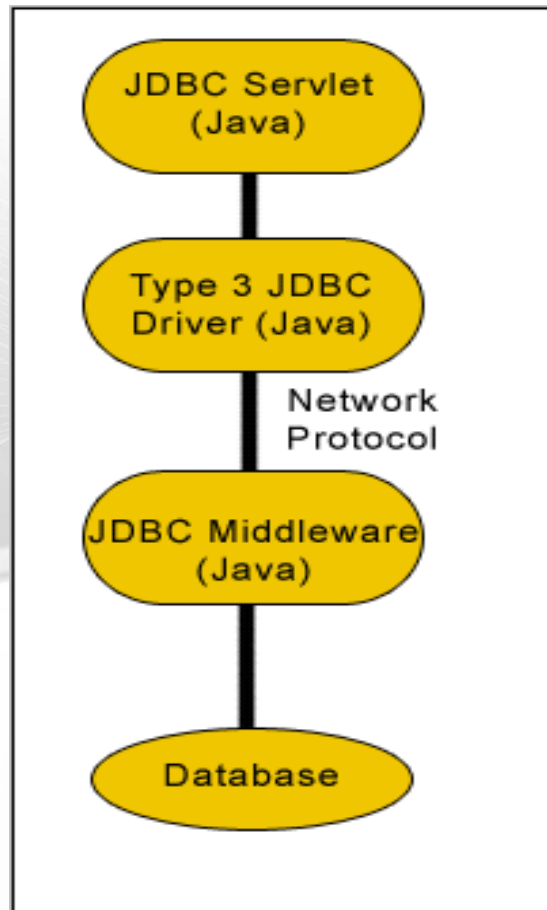 JDBC Servlet
(Java)
Type 3 JDBC
Driver (Java)
Network
Protocol
JDBC Middleware
(Java)
Database